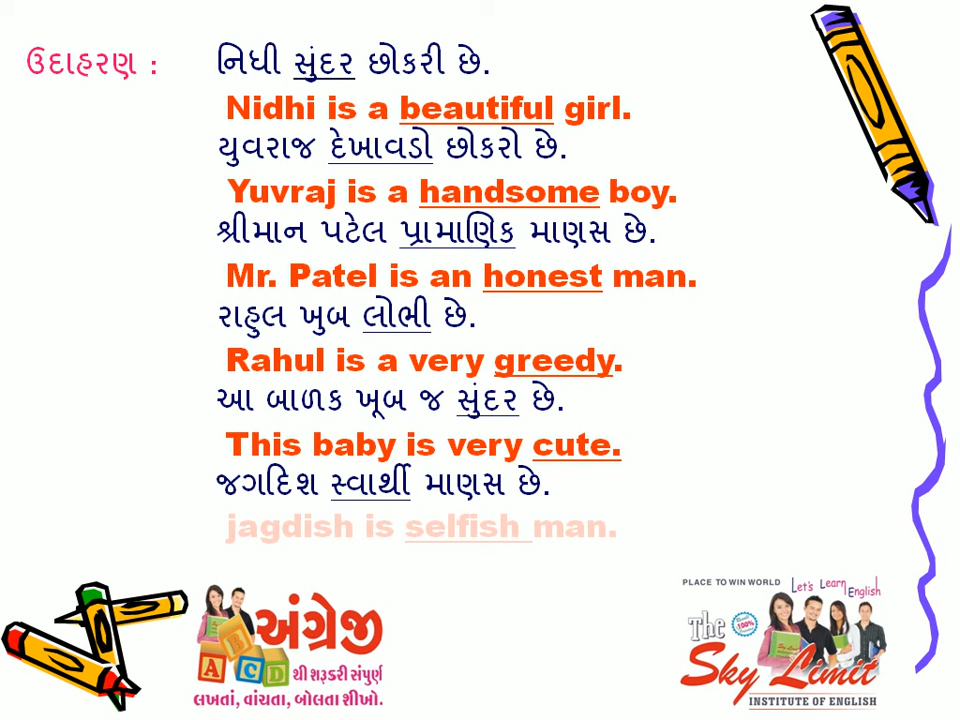 ઉદાહરણ : નિધી સુંદર છોકરી છે.
Nidhi is a beautiful girl.
યુવરાજ દેખાવડો છોકરો છે.
Yuvraj is a handsome boy.
શ્રીમાન પટેલ પ્રામાણિક માણસ છે.
Mr. Patel is an honest man.
રાહુલ ખુબ લોભી છે.
Rahul is a very greedy.
આ બાળક ખૂબ જ સુંદર છે.
This baby is very cute.
જગદિશ સ્વાર્થી માણસ છે.
jagdish is selfish man.
અંગ્રેજી
A B C D થી શરૂકરી સંપુર્ણ
લખતાં, વાંચતા, બોલતા શીખો.
PLACE TO WIN WORLD
Let's Learn English
The
100%
Sky Limit
INSTITUTE OF ENGLISH